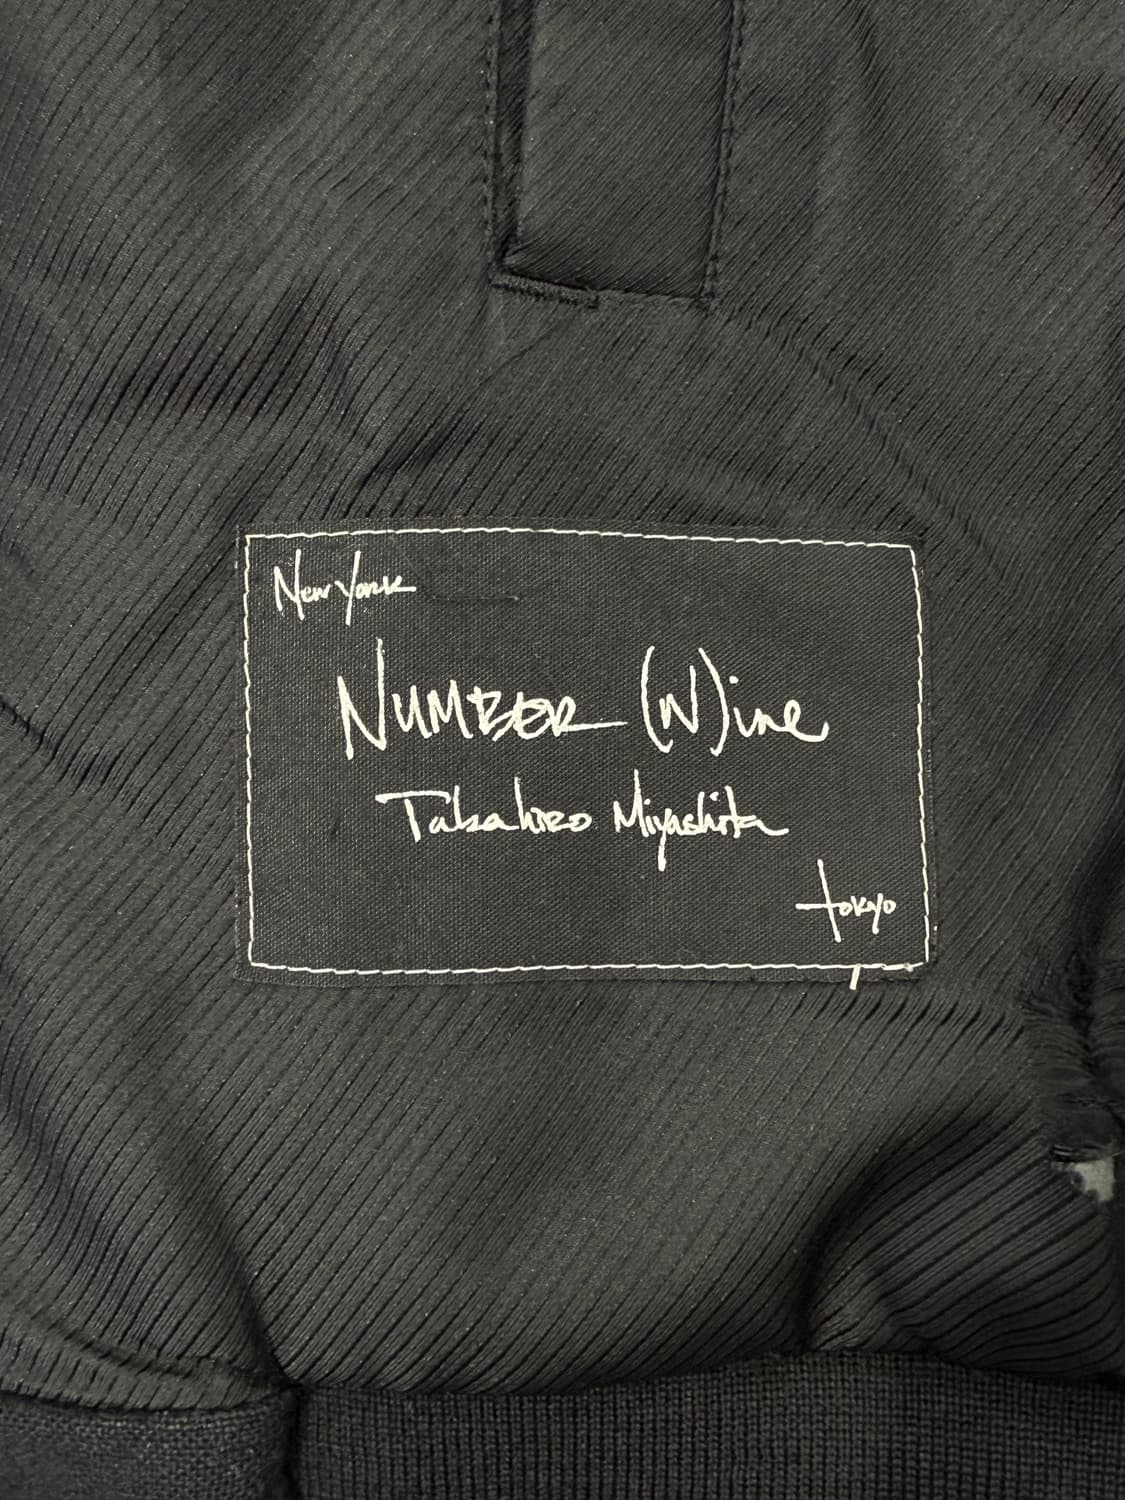 New York
NUMBER (N)ine
Takahiro Miyashita
tokyo